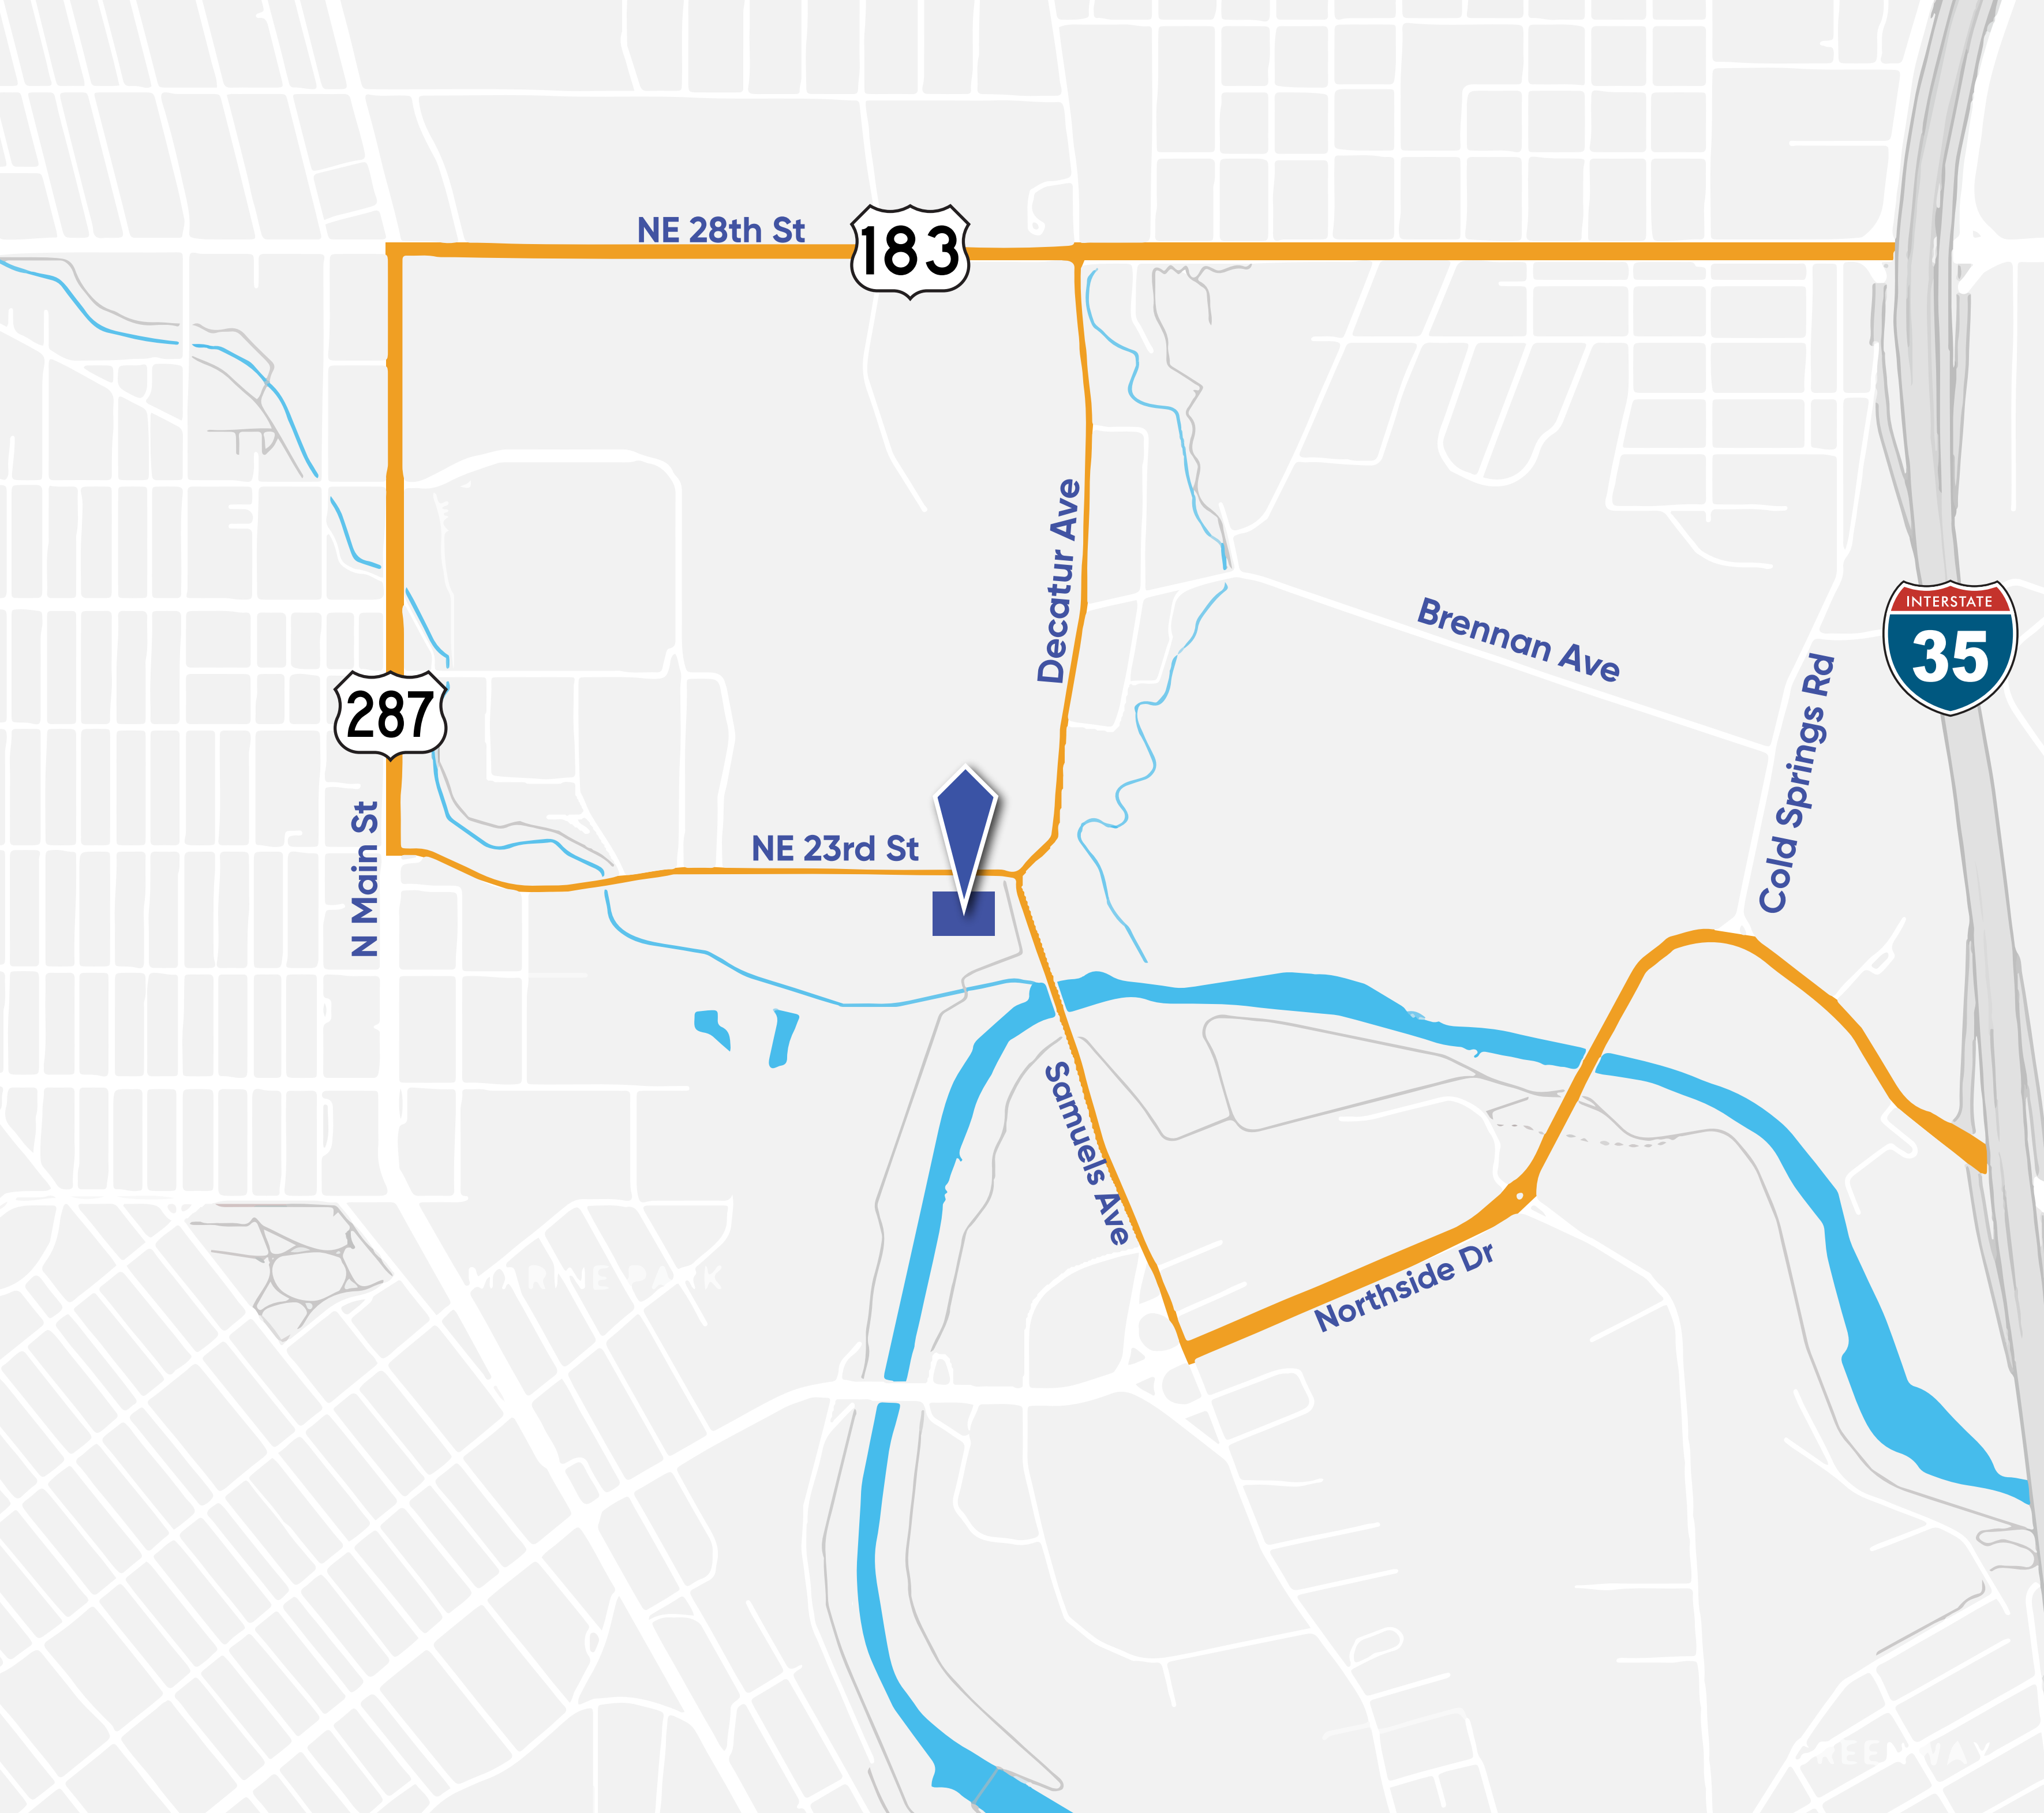 NE 28th St
183
Decatur Ave
Brennan Ave
INTERSTATE
35
Cold Springs Rd
287
N Main St
NE 23rd St
Samuels Ave
Northside Dr
MARINE PARK
GREENWAY